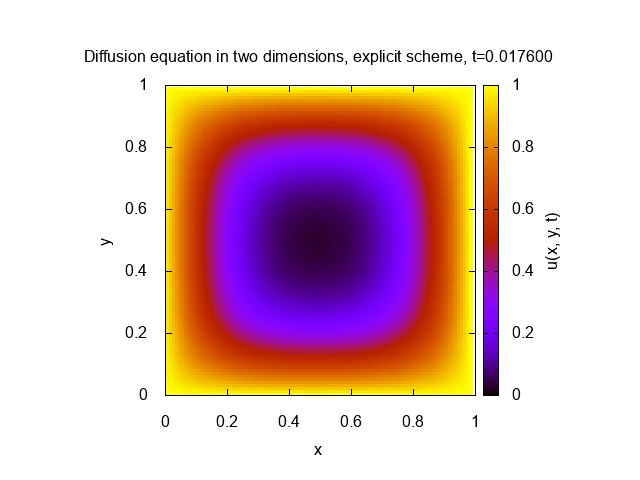 Diffusion equation in two dimensions, explicit scheme, t=0.017600
1
0.8
0.6
0.4
0.2
0
y
0 0.2 0.4 0.6 0.8 1
x
1
0.8
0.6
0.4
0.2
0
u(x, y, t)